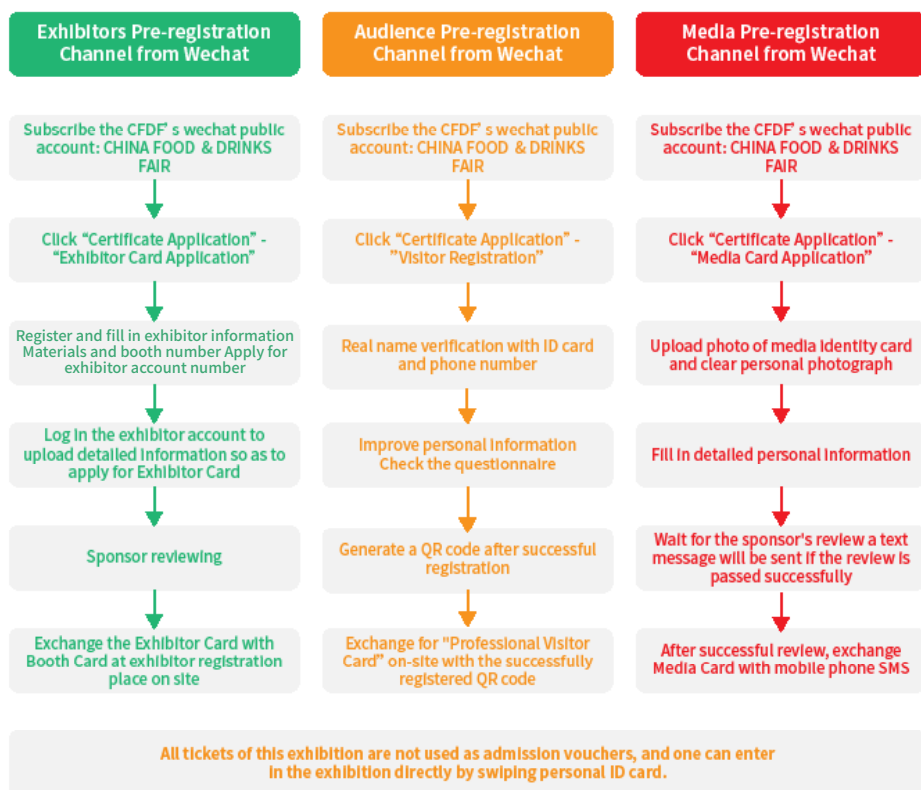 Exhibitors Pre-registration
Channel from Wechat
Subscribe the CFDF' s wechat public
account: CHINA FOOD & DRINKS
FAIR
Click “Certificate Application” -
“Exhibitor Card Application”
Register and fill in exhibitor information
Materials and booth number Apply for
exhibitor account number
Log in the exhibitor account to
upload detailed information so as to
apply for Exhibitor Card
Sponsor reviewing
Exchange the Exhibitor Card with
Booth Card at exhibitor registration
place on site
Audience Pre-registration
Channel from Wechat
Subscribe the CFDF' s wechat public
account: CHINA FOOD & DRINKS
FAIR
Click “Certificate Application” -
”Visitor Registration”
Real name verification with ID card
and phone number
Improve personal information
Check the questionnaire
Generate a QR code after successful
registration
Exchange for "Professional Visitor
Card” on-site with the successfully
registered QR code
Media Pre-registration
Channel from Wechat
Subscribe the CFDF' s wechat public
account: CHINA FOOD & DRINKS
FAIR
Click “Certificate Application” -
“Media Card Application”
Upload photo of media identity card
and clear personal photograph
Fill in detailed personal information
Wait for the sponsor's review a text
message will be sent if the review is
passed successfully
After successful review, exchange
Media Card with mobile phone SMS
All tickets of this exhibition are not used as admission vouchers, and one can enter
in the exhibition directly by swiping personal ID card.